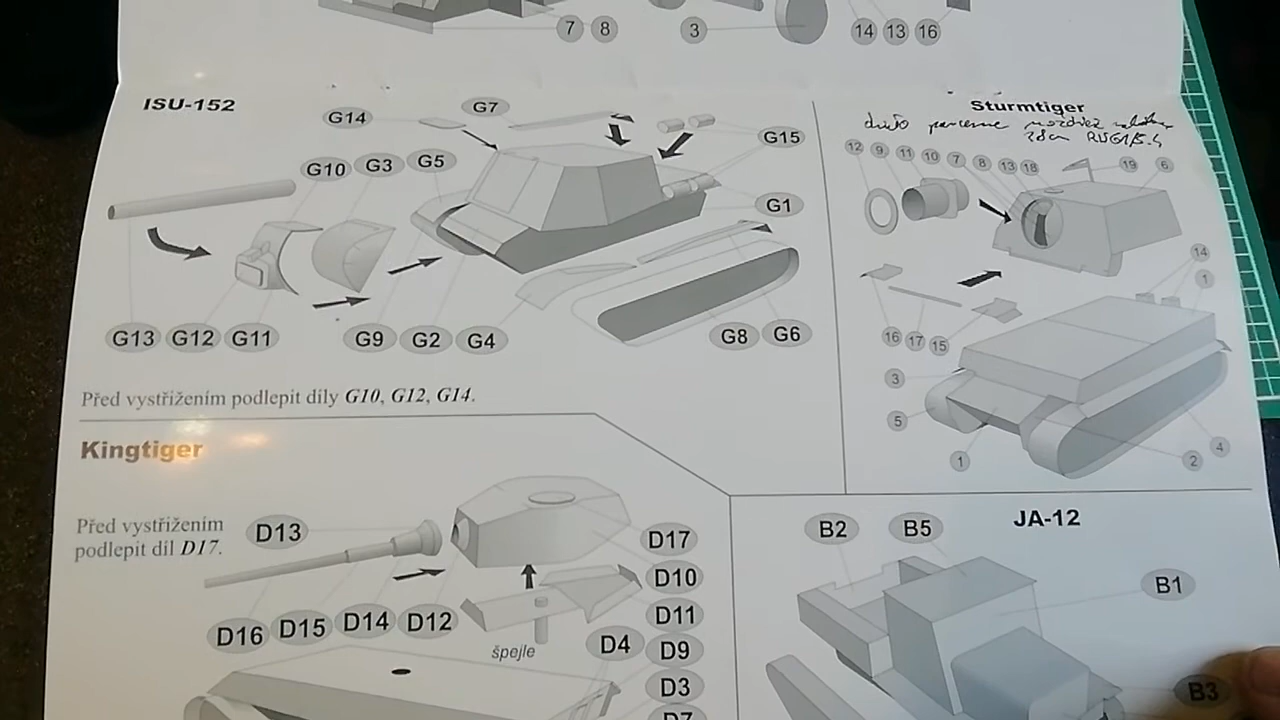 7 8 3 14 13 16
ISU-152
G14 G7 G15
G10 G3 G5
G1
G13 G12 G11 G9 G2 G4 G8 G6
Před vystřižením podlepit díly G10, G12, G14.
Sturmtiger
12 9 11 10 7 8 13 18 19 6
14
1
16 17 15
3
5
4
1 2
Kingtiger
Před vystřižením
podlepit díl D17.
D13
D17
D10
D16 D15 D14 D12 D11
špejle D4 D9
D3
D7
JA-12
B2 B5
B1
B3